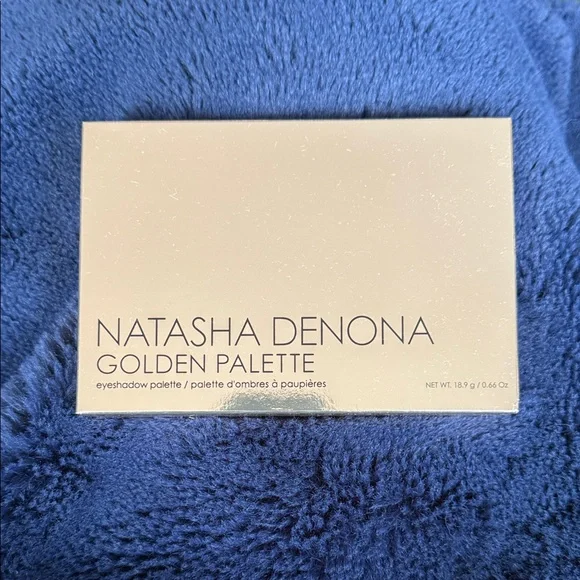 NATASHA DENONA
GOLDEN PALETTE
eyeshadow palette / palette d'ombres à paupières
NET WT. 18.9 g / 0.66 Oz